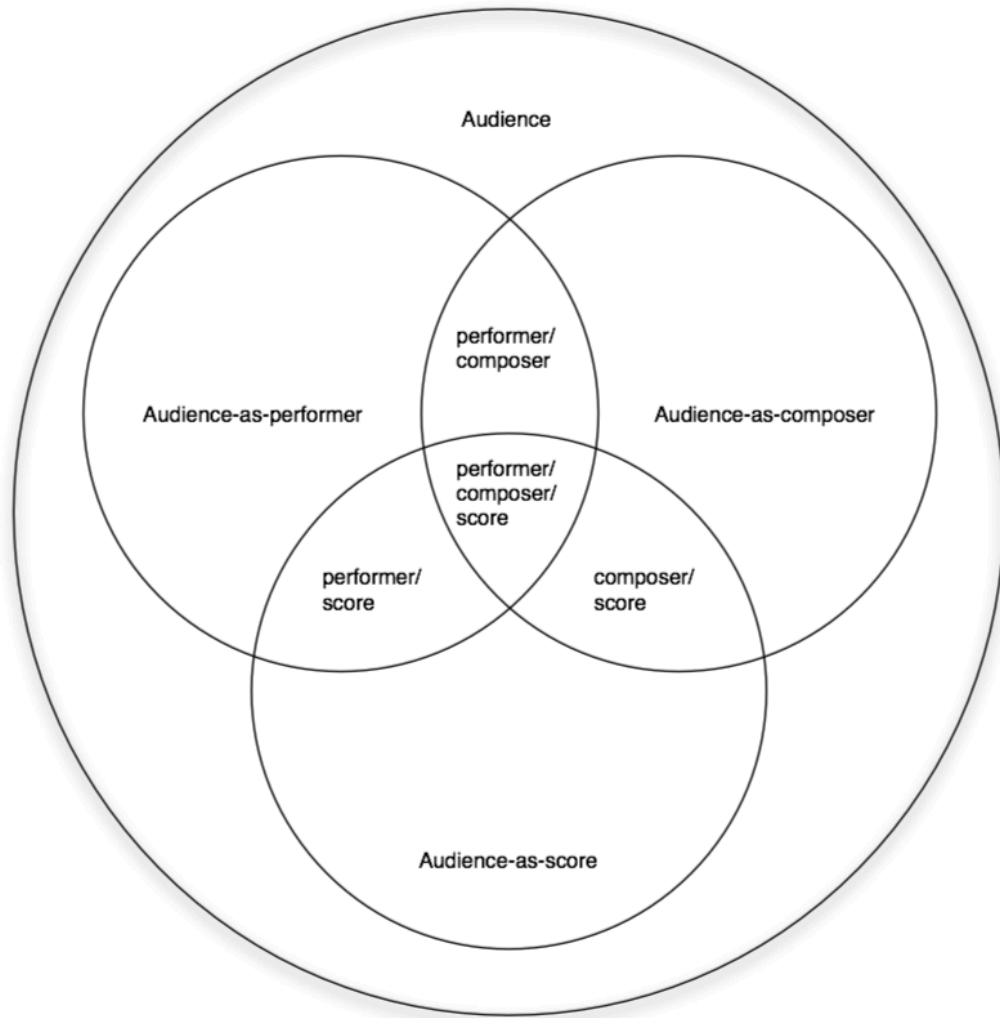 Audience
performer/
composer
Audience-as-performer
Audience-as-composer
performer/
composer/
score
performer/
score
composer/
score
Audience-as-score